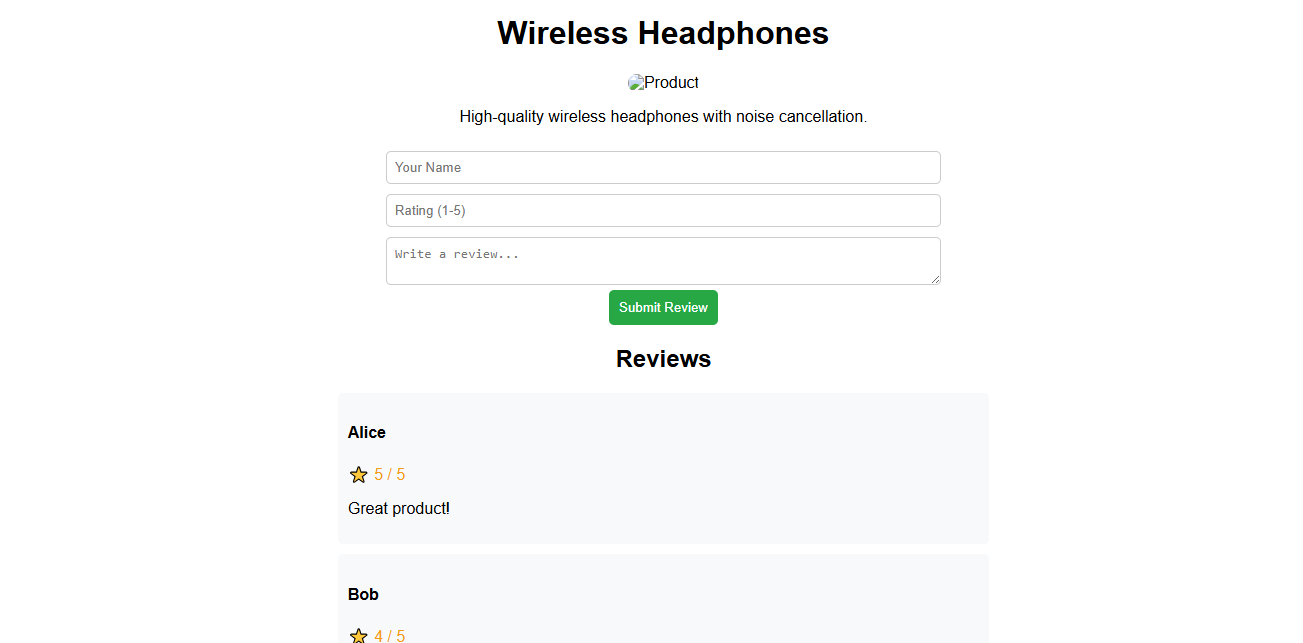 Wireless Headphones
Product
High-quality wireless headphones with noise cancellation.
Your Name
Rating (1-5)
Write a review...
Submit Review
Reviews
Alice
⭐ 5 / 5
Great product!
Bob
⭐ 4 / 5